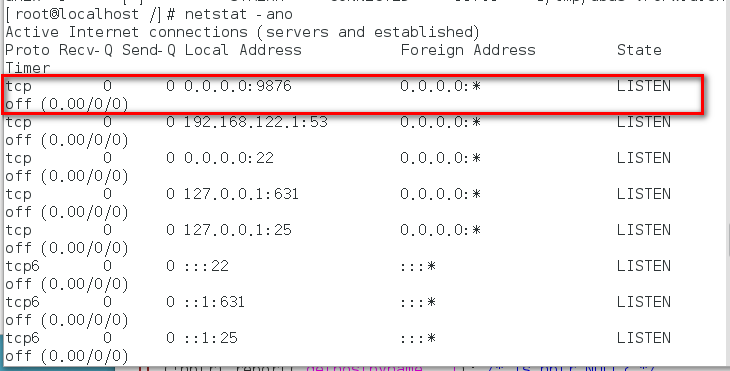 [root@localhost /]# netstat -ano
Active Internet connections (servers and established)
Proto Recv-Q Send-Q Local Address           Foreign Address         State
Timer
tcp        0      0 0.0.0.0:9876            0.0.0.0:*               LISTEN
off (0.00/0/0)
tcp        0      0 192.168.122.1:53        0.0.0.0:*               LISTEN
off (0.00/0/0)
tcp        0      0 0.0.0.0:22              0.0.0.0:*               LISTEN
off (0.00/0/0)
tcp        0      0 127.0.0.1:631           0.0.0.0:*               LISTEN
off (0.00/0/0)
tcp        0      0 127.0.0.1:25            0.0.0.0:*               LISTEN
off (0.00/0/0)
tcp6       0      0 :::22                   :::*                    LISTEN
off (0.00/0/0)
tcp6       0      0 ::1:631                 :::*                    LISTEN
off (0.00/0/0)
tcp6       0      0 ::1:25                  :::*                    LISTEN
off (0.00/0/0)